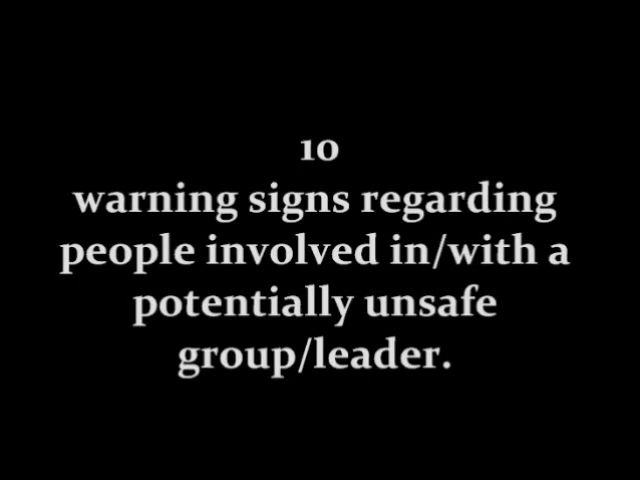 10
warning signs regarding
people involved in/with a
potentially unsafe
group/leader.